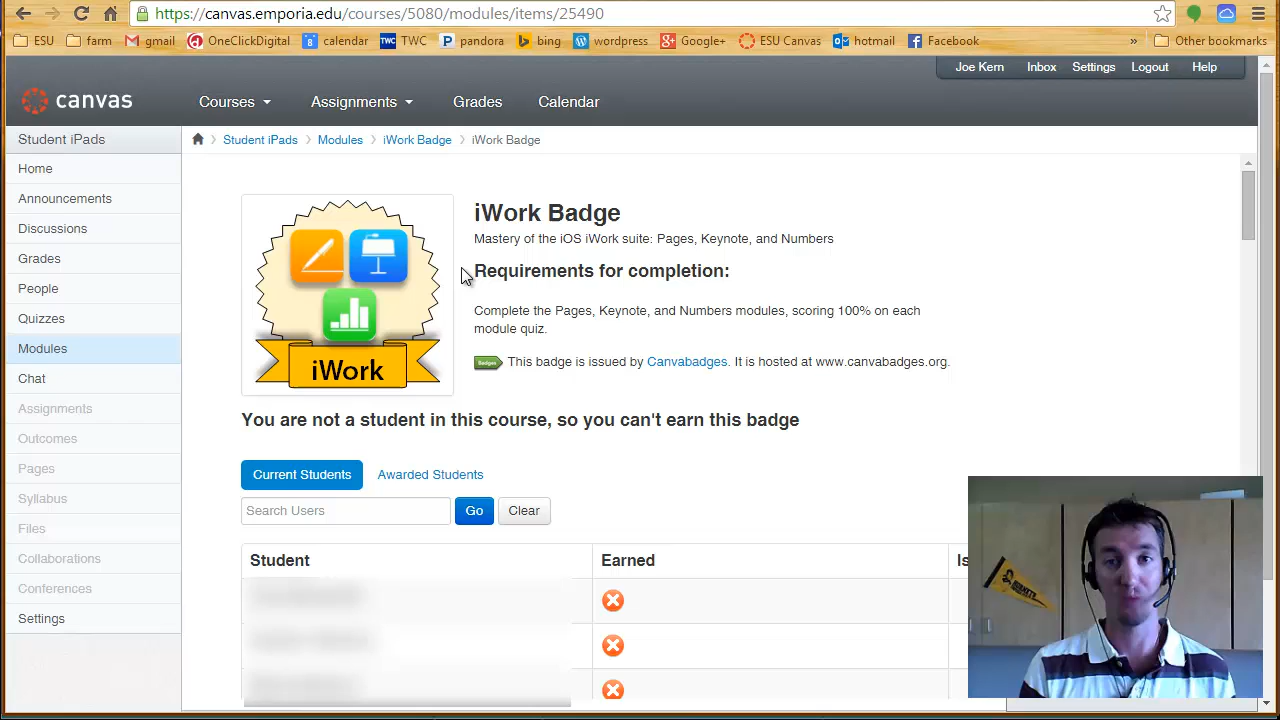 https://canvas.emporia.edu/courses/5080/modules/items/25490
ESU farm gmail OneClickDigital calendar TWC pandora bing wordpress Google+ ESU Canvas hotmail Facebook » Other bookmarks
Joe Kern Inbox Settings Logout Help
canvas Courses Assignments Grades Calendar
Student iPads
Student iPads Modules iWork Badge iWork Badge
Home
Announcements
Discussions
Grades
People
Quizzes
Modules
Chat
Assignments
Outcomes
Pages
Syllabus
Files
Collaborations
Conferences
Settings
iWork
iWork Badge
Mastery of the iOS iWork suite: Pages, Keynote, and Numbers
Requirements for completion:
Complete the Pages, Keynote, and Numbers modules, scoring 100% on each
module quiz.
Badges This badge is issued by Canvabadges. It is hosted at www.canvabadges.org.
You are not a student in this course, so you can't earn this badge
Current Students Awarded Students
Search Users Go Clear
Student Earned